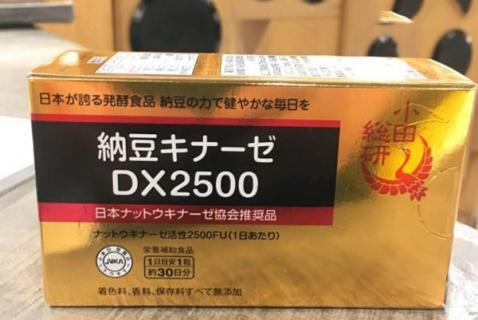 日本が誇る発酵食品 納豆の力で健やかな毎日を
納豆キナーゼ
DX2500
日本ナットウキナーゼ協会推奨品
ナットウキナーゼ活性2500FU(1日あたり)
JNKA
栄養補助食品
1日目安1粒
約30日分
着色料、香料、保存料すべて無添加
小田
総研